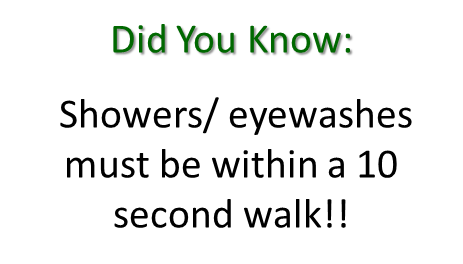 Did You Know:
Showers/ eyewashes
must be within a 10
second walk!!